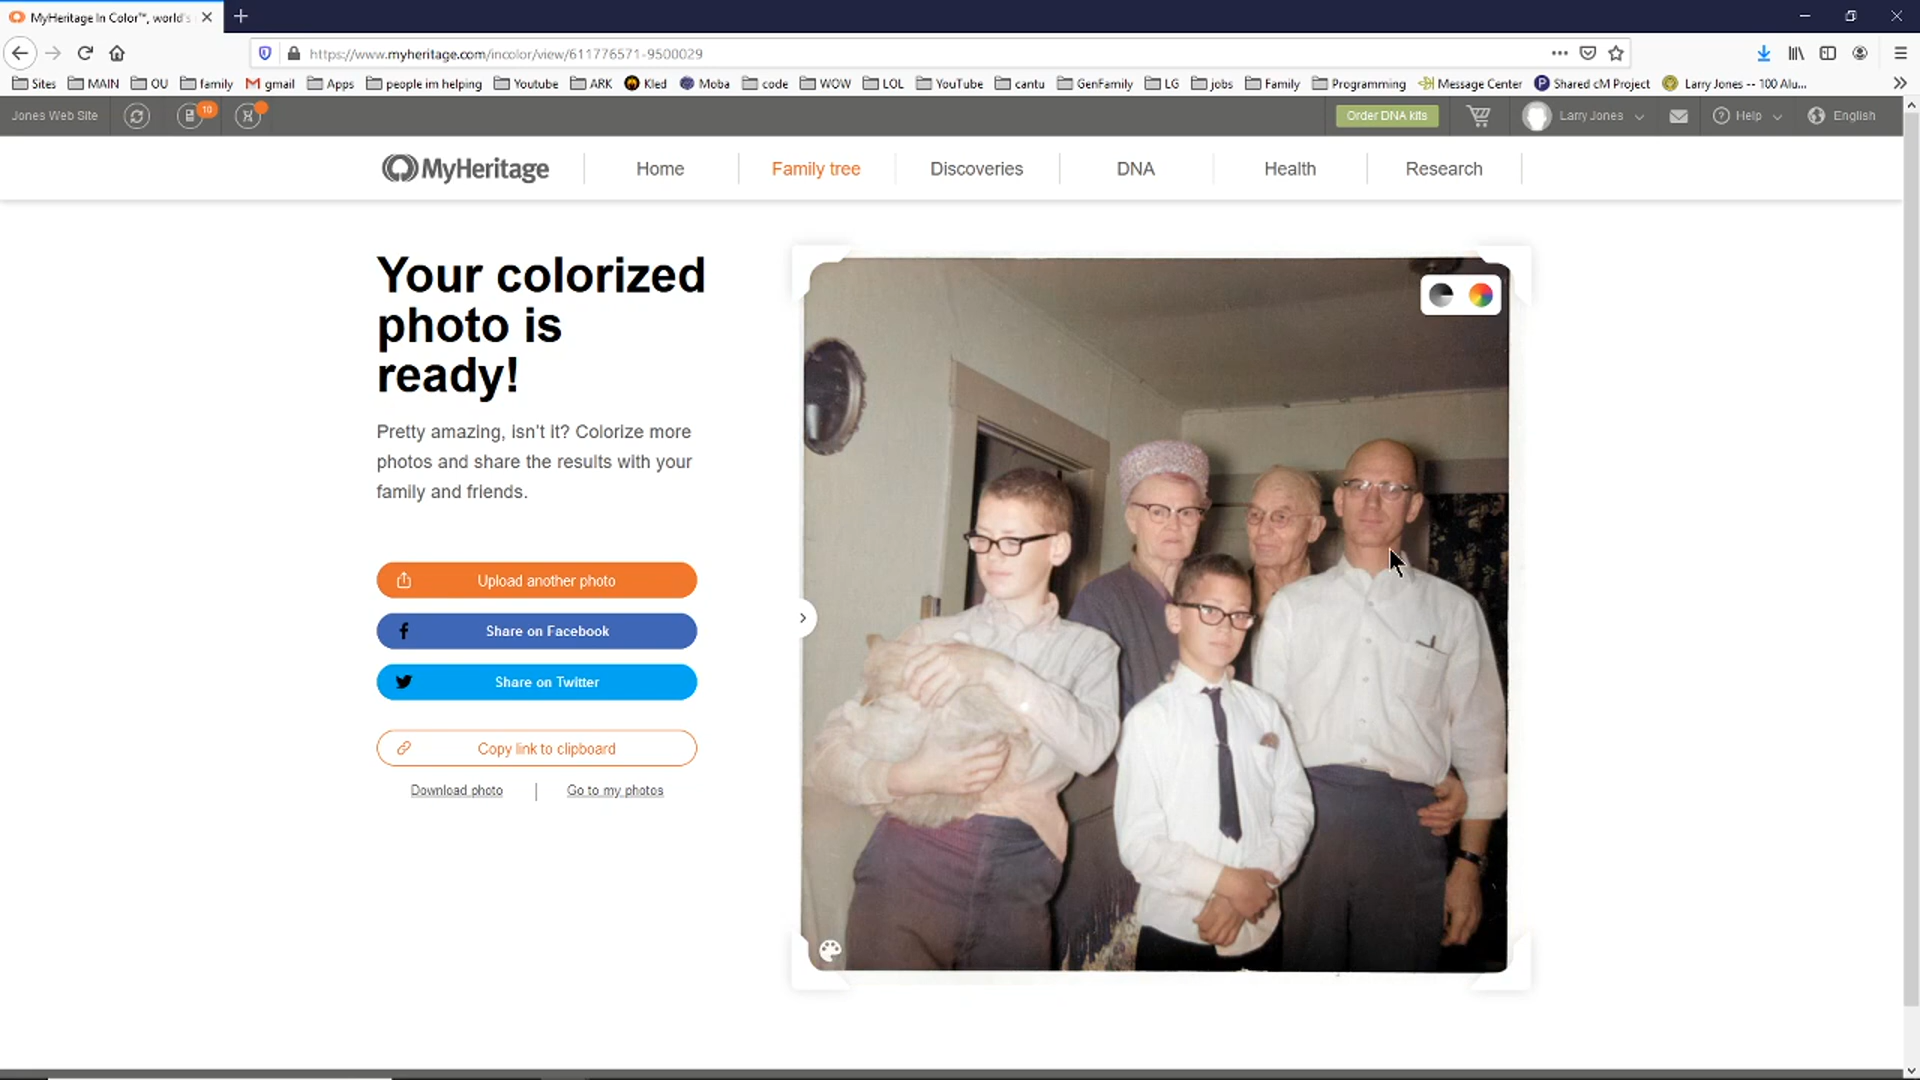 MyHeritage In Color™, world's
https://www.myheritage.com/incolor/view/611776571-9500029
Sites MAIN OU family gmail Apps people im helping Youtube ARK Kled Moba code WOW LOL YouTube cantu GenFamily LG jobs Family Programming Message Center Shared cM Project Larry Jones -- 100 Alu...
Jones Web Site 10 Order DNA kits Larry Jones Help English
MyHeritage Home Family tree Discoveries DNA Health Research
Your colorized
photo is
ready!
Pretty amazing, isn't it? Colorize more
photos and share the results with your
family and friends.
Upload another photo
Share on Facebook
Share on Twitter
Copy link to clipboard
Download photo | Go to my photos